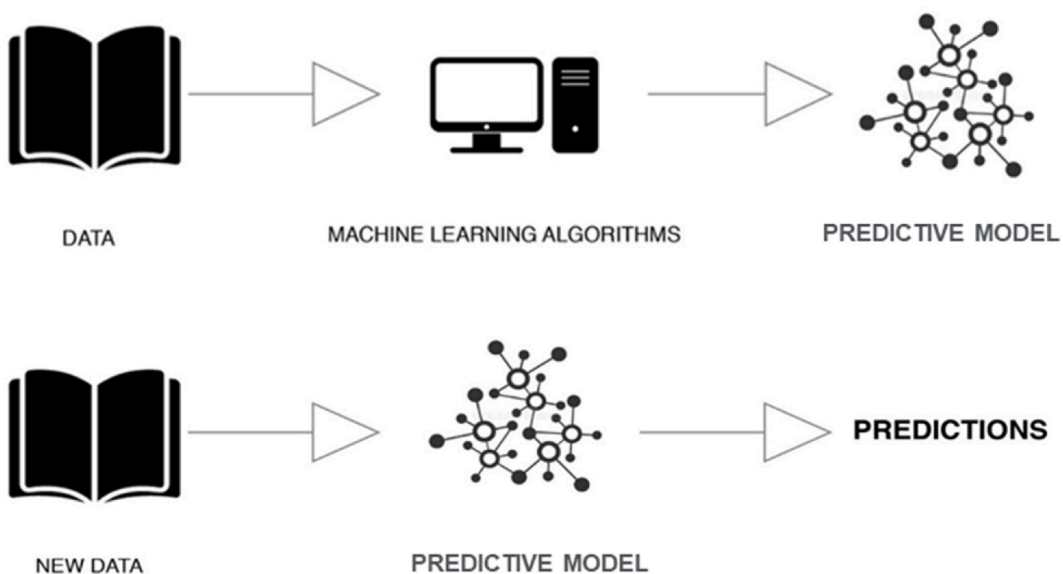 DATA
MACHINE LEARNING ALGORITHMS
PREDICTIVE MODEL
PREDICTIONS
NEW DATA
PREDICTIVE MODEL